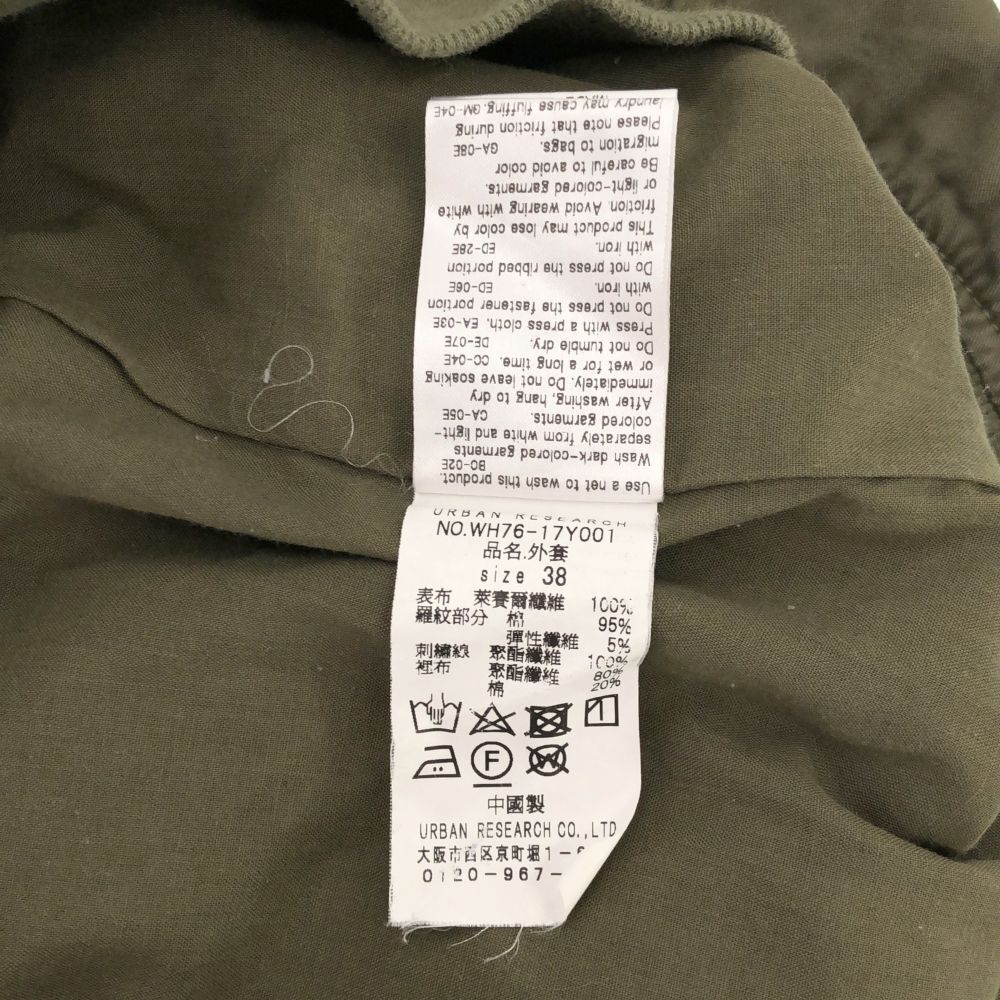 Use a net to wash this product.
BO-02E
Wash dark-colored garments
separately from white and light-
colored garments. CA-05E
After washing, hang to dry
immediately. Do not leave soaking
or wet for a long time. CC-04E
Do not tumble dry. DE-07E
Press with a press cloth. EA-03E
Do not press the fastener portion
with iron. ED-06E
Do not press the ribbed portion
with iron. ED-28E
This product may lose color by
friction. Avoid wearing with white
or light-colored garments.
Be careful to avoid color
migration to bags. GA-08E
Please note that friction during
laundry may cause fluffing. GM-04E
URBAN RESEARCH
NO.WH76-17Y001
品名.外套
size 38
表布 萊賽爾纖維 100%
羅紋部分 棉 95%
彈性纖維 5%
刺繡線 聚酯纖維 100%
裡布 聚酯纖維 80%
棉 20%
1
F W
中國製
URBAN RESEARCH CO.,LTD
大阪市西区京町堀1-6
0120-967-